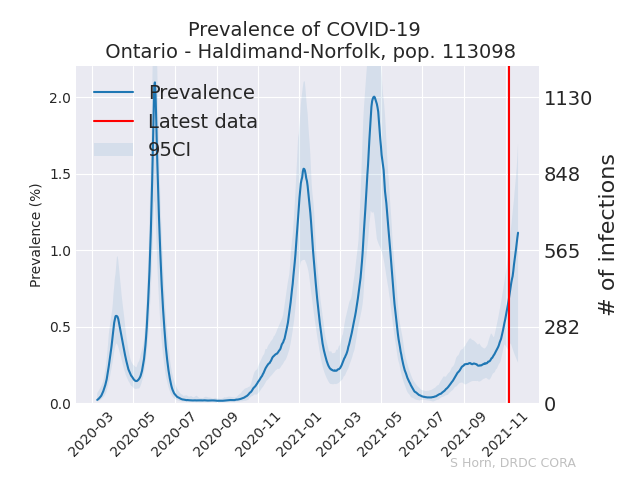 Prevalence of COVID-19
Ontario - Haldimand-Norfolk, pop. 113098
Prevalence
Latest data
95CI
Prevalence (%)
2.0
1.5
1.0
0.5
0.0
1130
848
565
282
0
# of infections
2020-03
2020-05
2020-07
2020-09
2020-11
2021-01
2021-03
2021-05
2021-07
2021-09
2021-11
S Horn, DRDC CORA